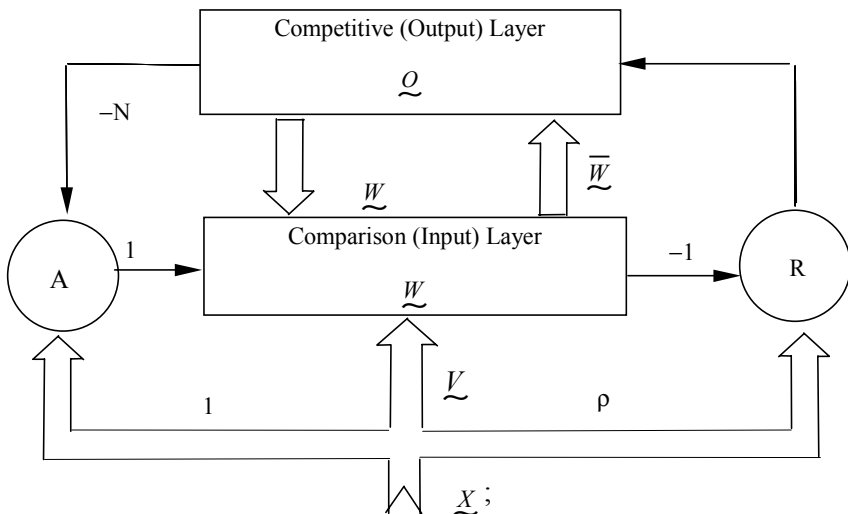 Competitive (Output) Layer
O
−N
W
W̅
Comparison (Input) Layer
1
−1
A
R
W
V
1
ρ
X ;